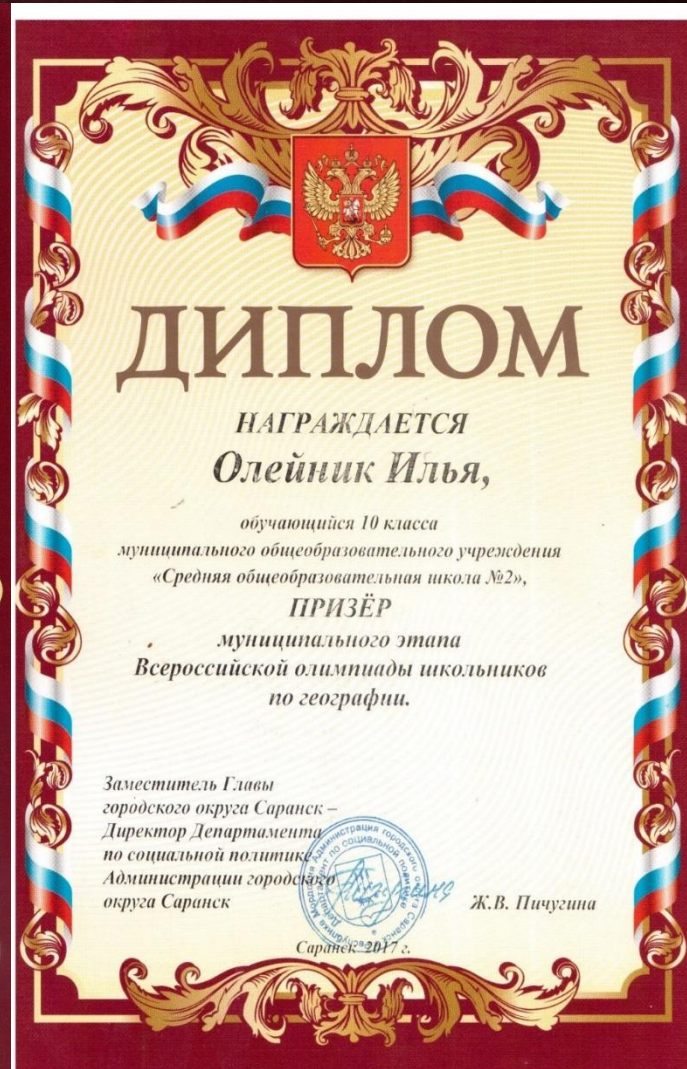 ДИПЛОМ
НАГРАЖДАЕТСЯ
Олейник Илья,
обучающийся 10 класса
муниципального общеобразовательного учреждения
«Средняя общеобразовательная школа №2»,
ПРИЗЁР
муниципального этапа
Всероссийской олимпиады школьников
по географии.
Заместитель Главы
городского округа Саранск –
Директор Департамента
по социальной политике
Администрации городского
округа Саранск
Ж.В. Пичугина
Саранск 2017 г.